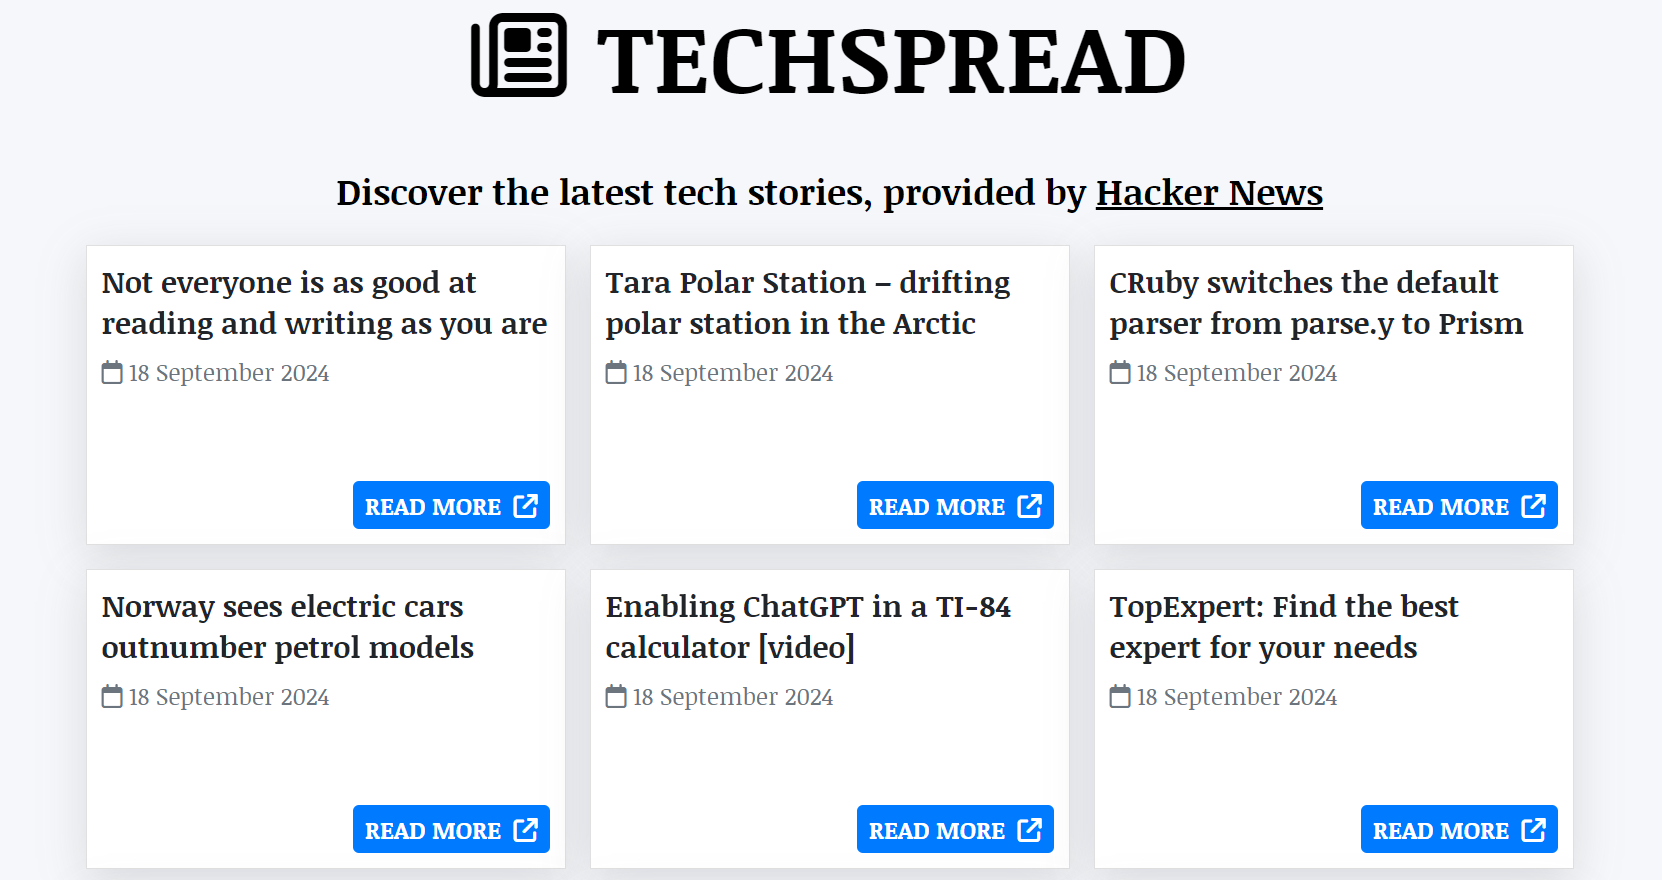 TECHSPREAD
Discover the latest tech stories, provided by Hacker News
Not everyone is as good at
reading and writing as you are
18 September 2024
READ MORE
Tara Polar Station – drifting
polar station in the Arctic
18 September 2024
READ MORE
CRuby switches the default
parser from parse.y to Prism
18 September 2024
READ MORE
Norway sees electric cars
outnumber petrol models
18 September 2024
READ MORE
Enabling ChatGPT in a TI-84
calculator [video]
18 September 2024
READ MORE
TopExpert: Find the best
expert for your needs
18 September 2024
READ MORE